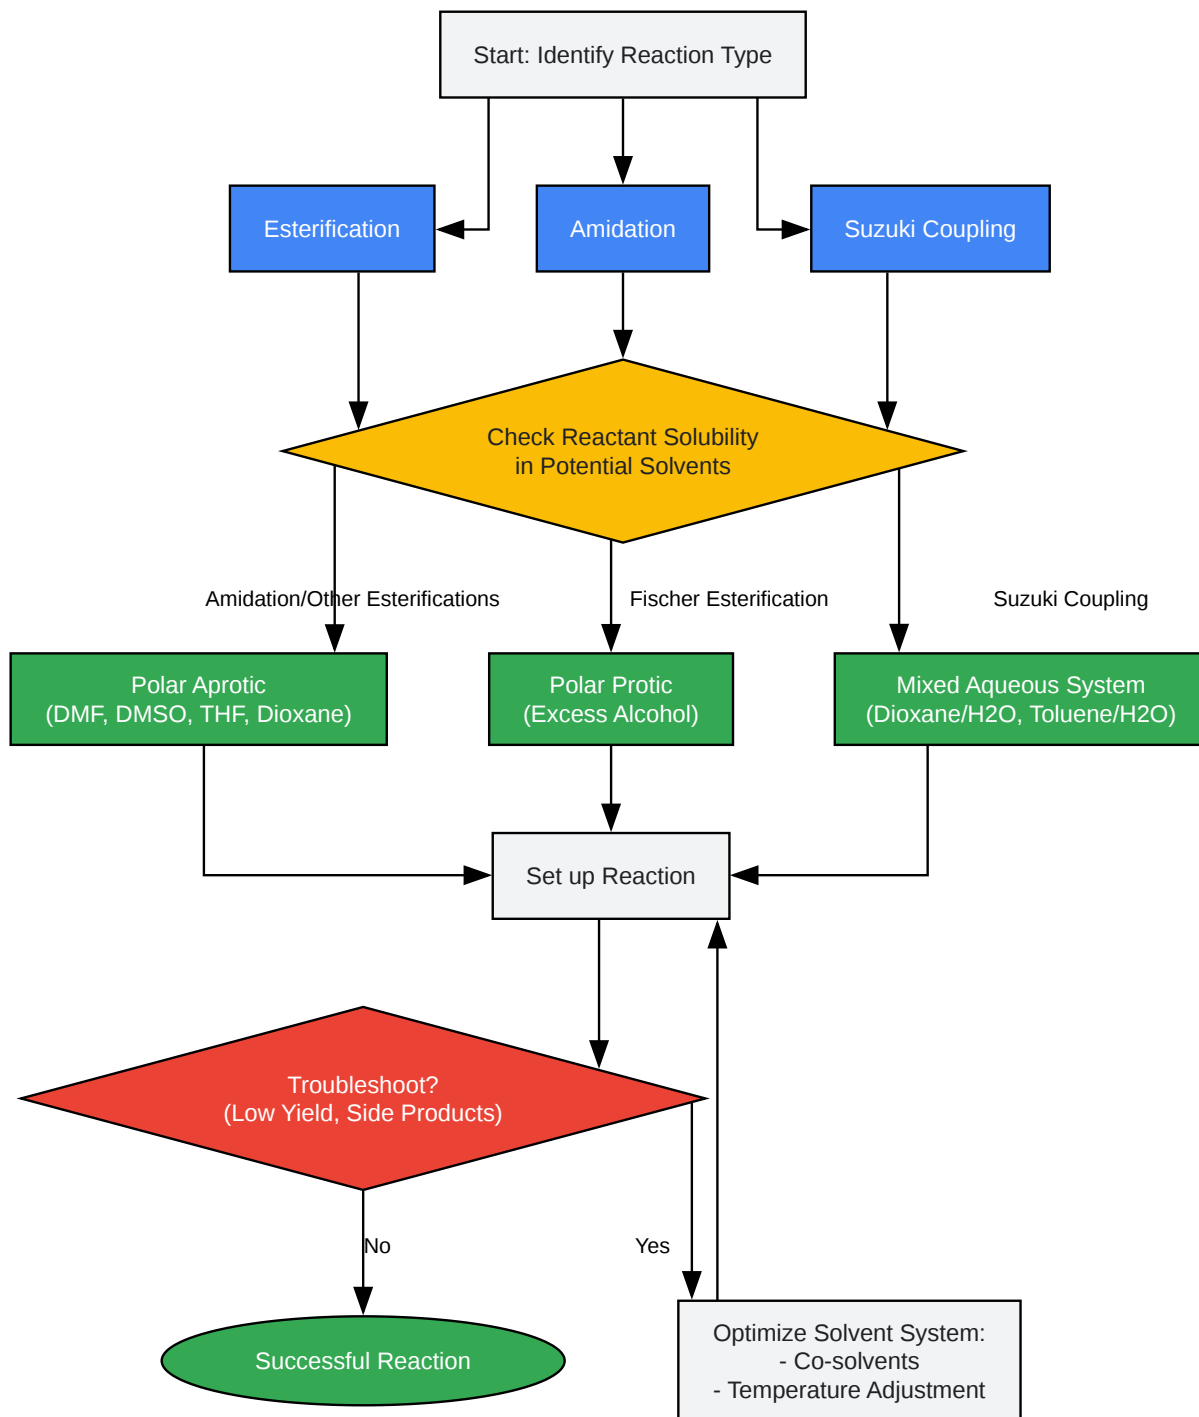 Start: Identify Reaction Type
Esterification
Amidation
Suzuki Coupling
Check Reactant Solubility
in Potential Solvents
Amidation/Other Esterifications
Fischer Esterification
Suzuki Coupling
Polar Aprotic
(DMF, DMSO, THF, Dioxane)
Polar Protic
(Excess Alcohol)
Mixed Aqueous System
(Dioxane/H2O, Toluene/H2O)
Set up Reaction
Troubleshoot?
(Low Yield, Side Products)
No
Yes
Successful Reaction
Optimize Solvent System:
- Co-solvents
- Temperature Adjustment